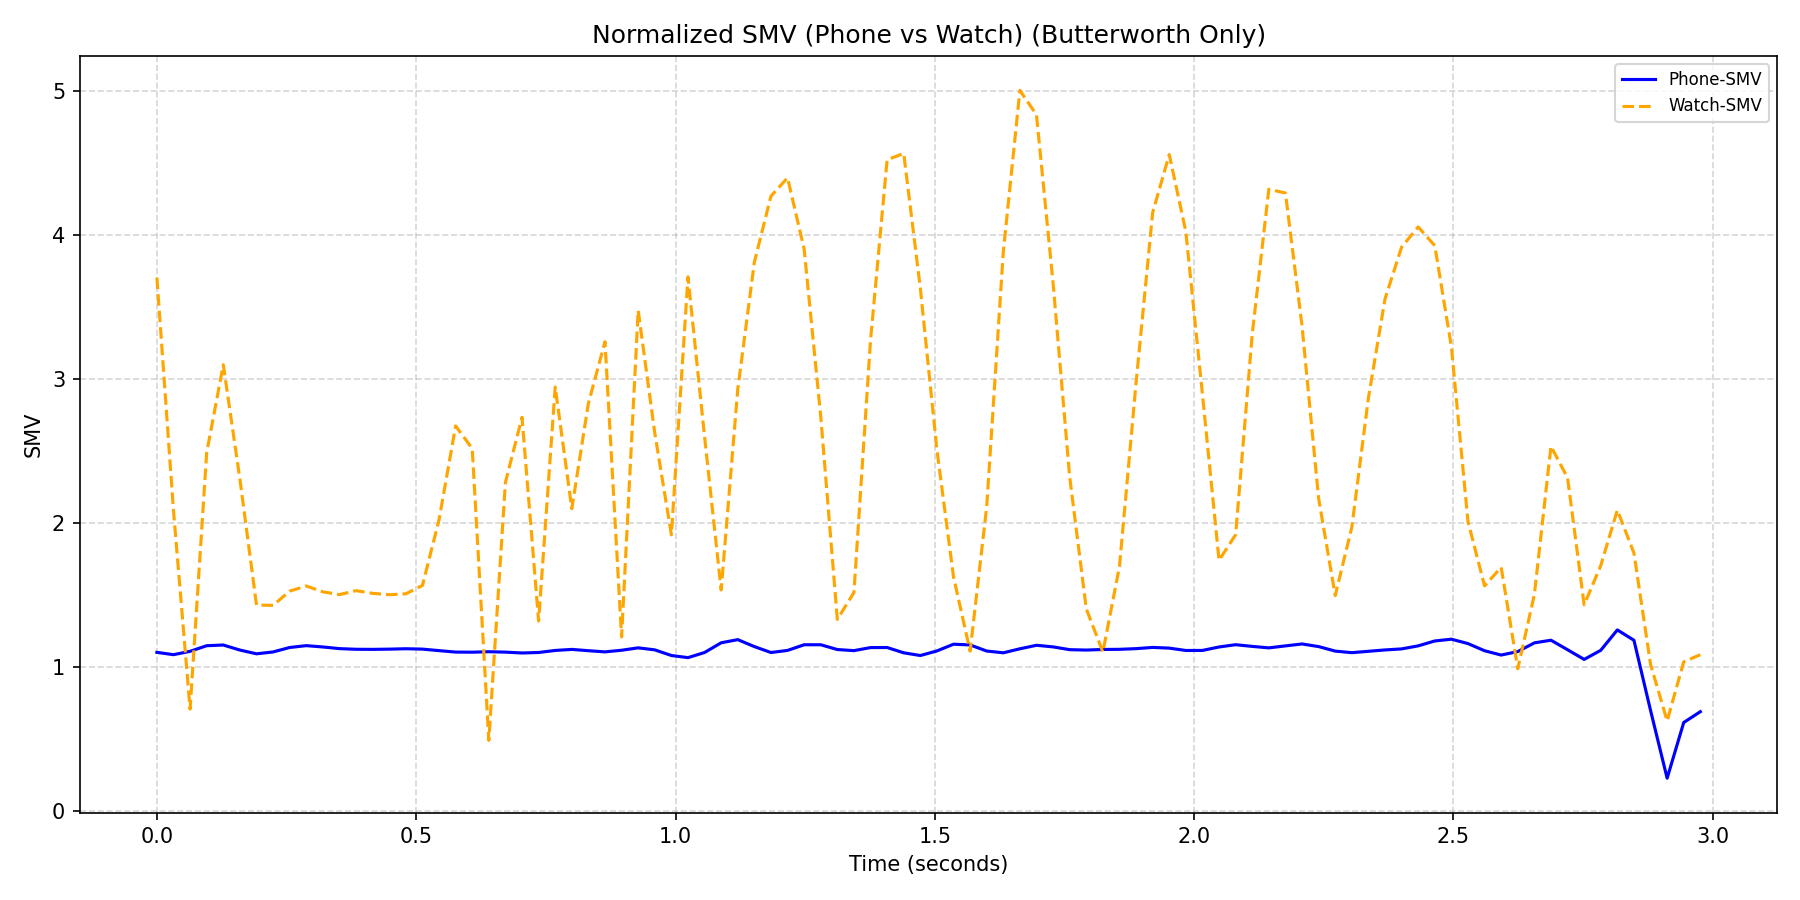 Normalized SMV (Phone vs Watch) (Butterworth Only)
Phone-SMV
Watch-SMV
5
4
3
2
1
0
SMV
0.0
0.5
1.0
1.5
2.0
2.5
3.0
Time (seconds)